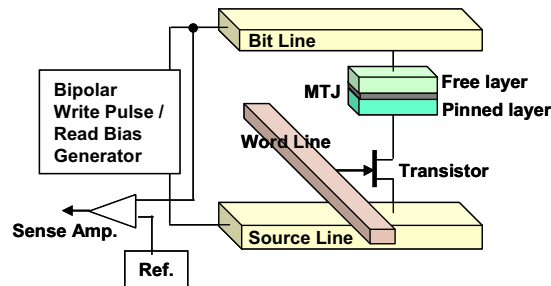 Bit Line
Free layer
MTJ
Pinned layer
Bipolar
Write Pulse /
Read Bias
Generator
Word Line
Transistor
Sense Amp.
Source Line
Ref.